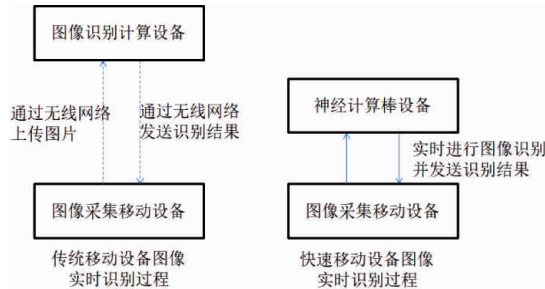 图像识别计算设备
通过无线网络
上传图片
通过无线网络
发送识别结果
图像采集移动设备
传统移动设备图像
实时识别过程
神经计算棒设备
实时进行图像识别
并发送识别结果
图像采集移动设备
快速移动设备图像
实时识别过程